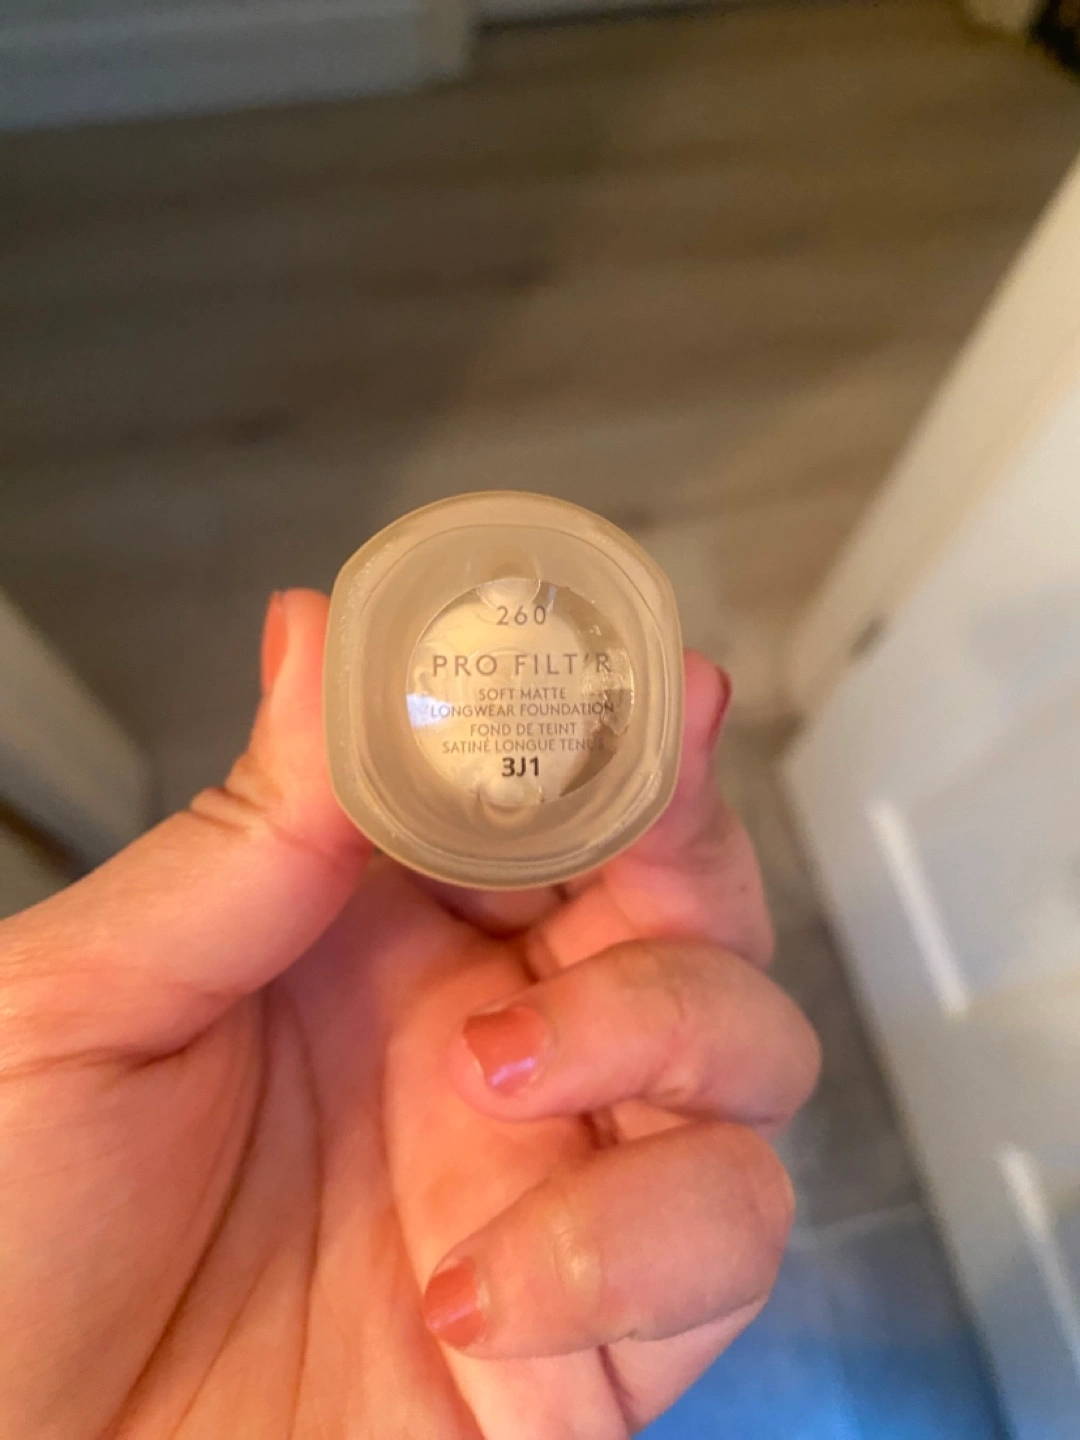 260
PRO FILT'R
SOFT MATTE
LONGWEAR FOUNDATION
FOND DE TEINT
SATINÉ LONGUE TENUE
3J1